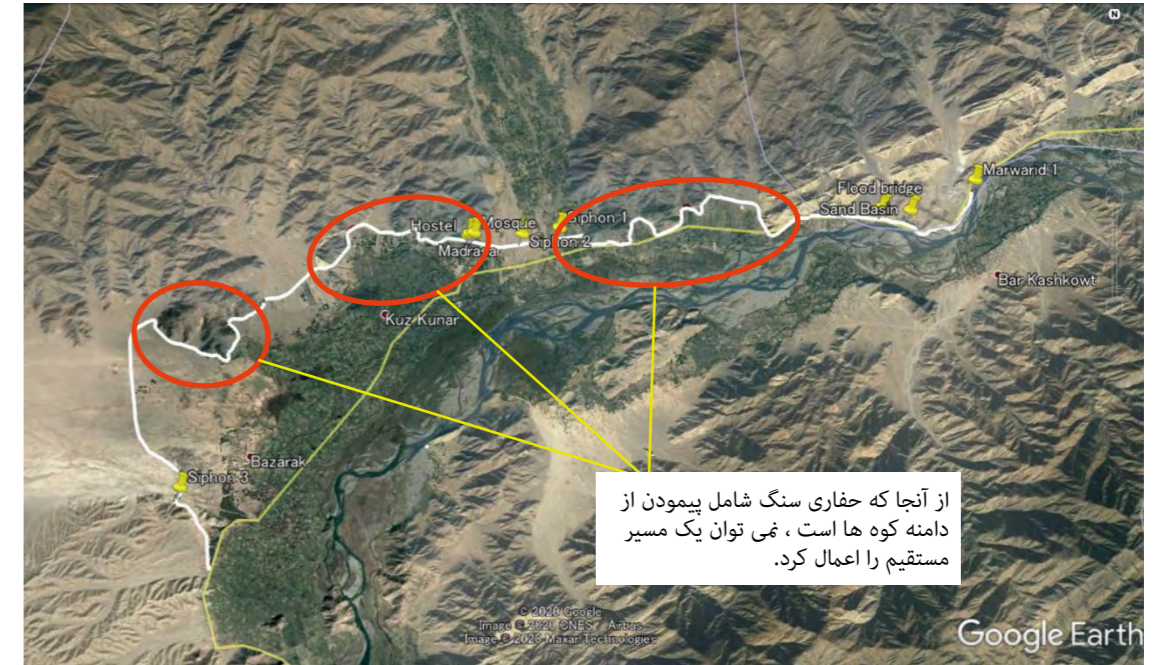 N
Marwarid 1
Flood bridge
Sand Basin
Siphon 1
Hostel
Mosque
Siphon 2
Madrasa
Bar Kashkowt
Kuz Kunar
Bazarak
Siphon 3
از آنجا که حفاری سنگ شامل پیمودن از
دامنه کوه ها است ، نمی توان یک مسیر
مستقیم را اعمال کرد.
© 2020 Google
Image © 2020 CNES / Airbus
Image © 2020 Maxar Technologies
Google Earth